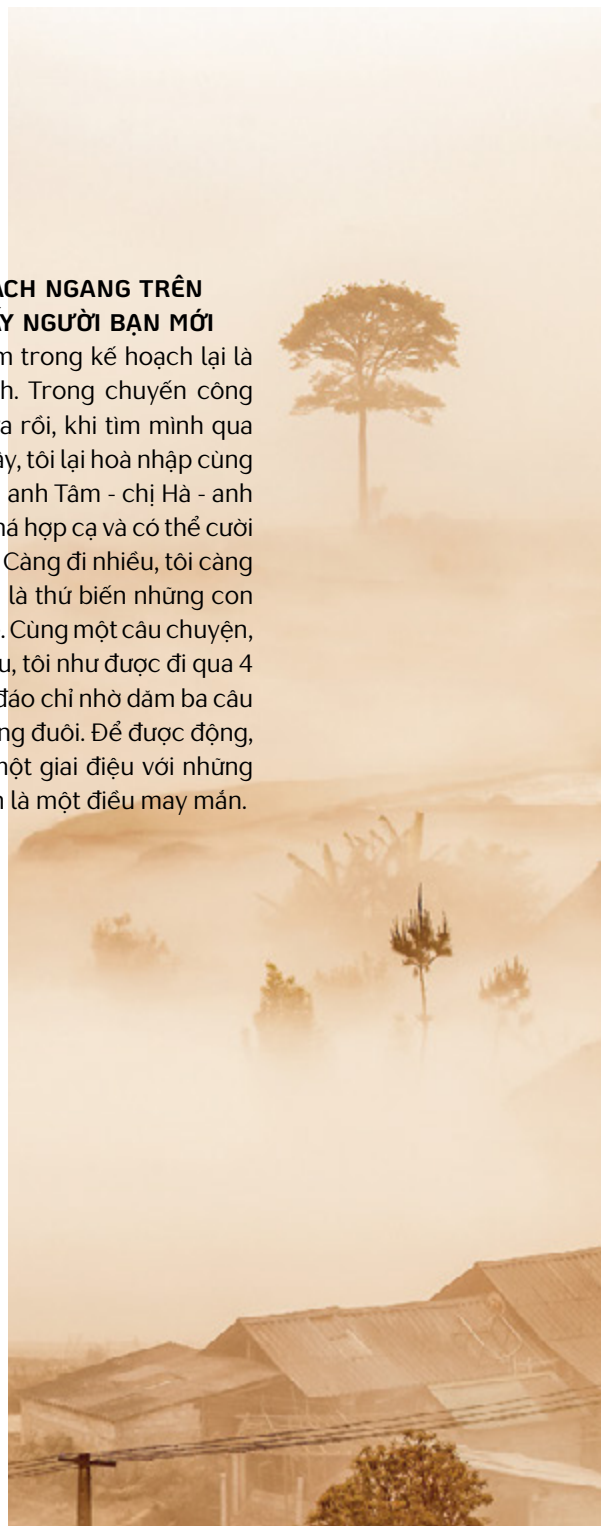 ÁCH NGANG TRÊN
ẤY NGƯỜI BẠN MỚI
m trong kế hoạch lại là
h. Trong chuyến công
a rồi, khi tìm mình qua
ây, tôi lại hoà nhập cùng
anh Tâm - chị Hà - anh
há hợp cạ và có thể cười
Càng đi nhiều, tôi càng
là thứ biến những con
. Cùng một câu chuyện,
u, tôi như được đi qua 4
đáo chỉ nhờ dăm ba câu
ng đuôi. Để được động,
một giai điệu với những
n là một điều may mắn.